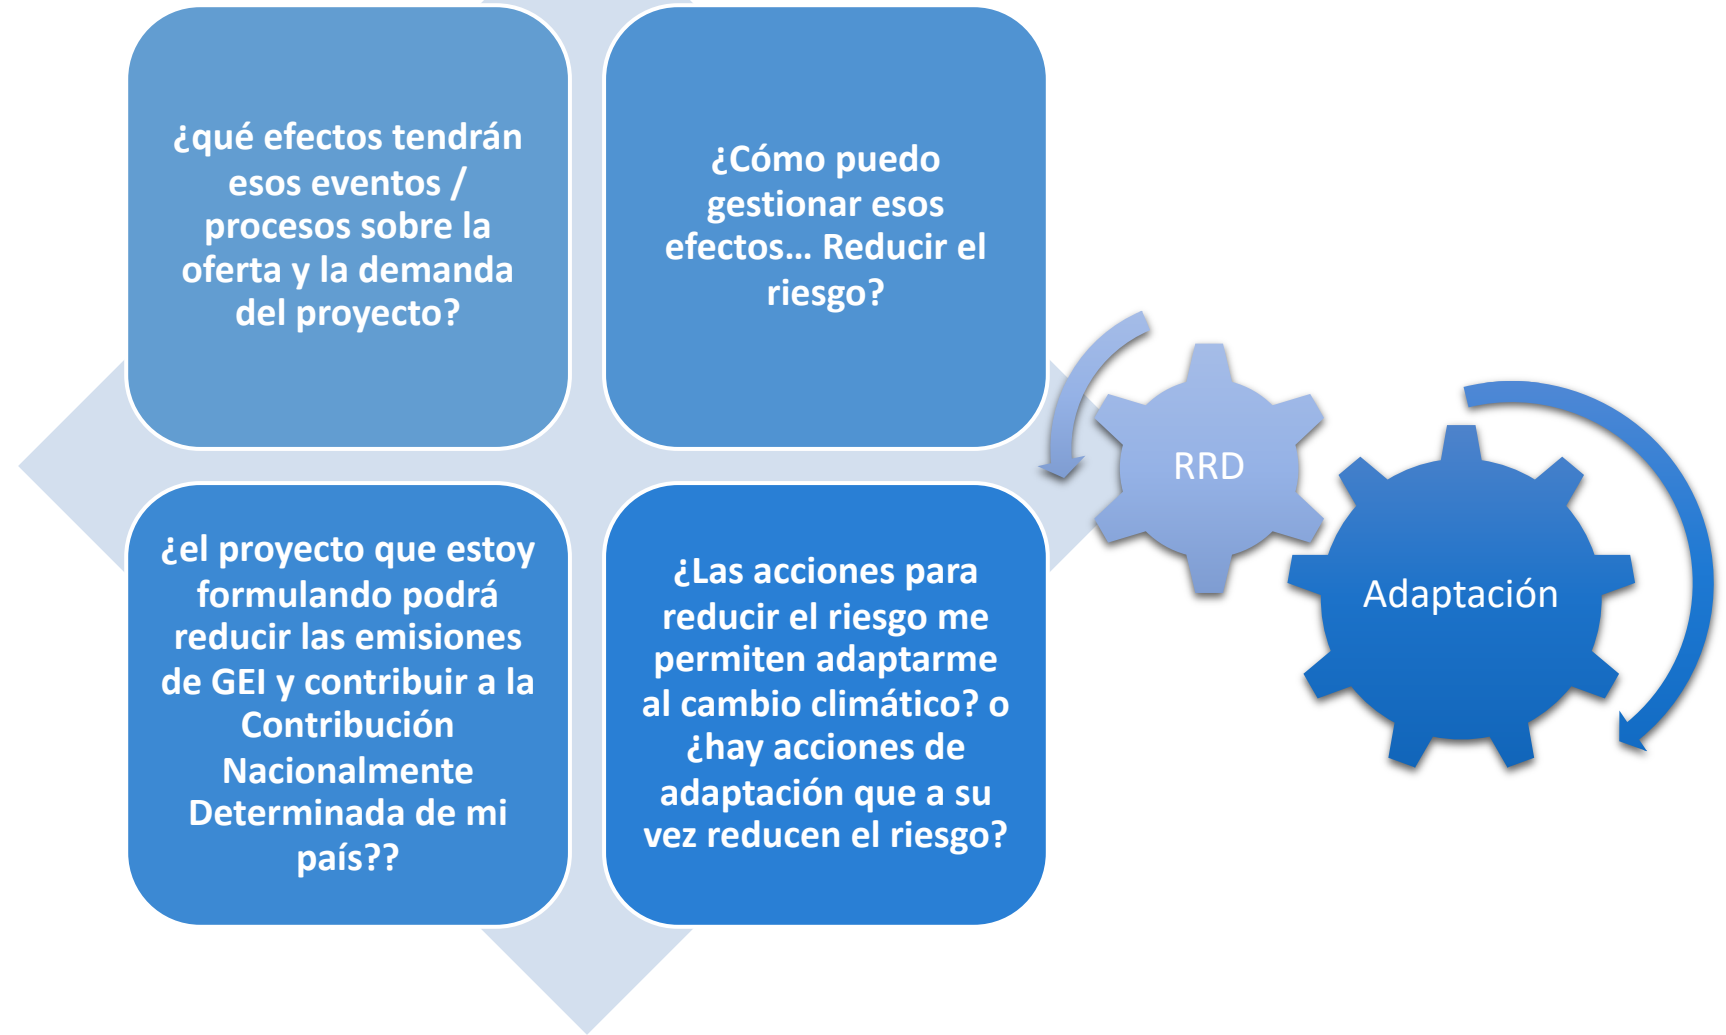 ¿qué efectos tendrán
esos eventos /
procesos sobre la
oferta y la demanda
del proyecto?
¿Cómo puedo
gestionar esos
efectos... Reducir el
riesgo?
¿el proyecto que estoy
formulando podrá
reducir las emisiones
de GEI y contribuir a la
Contribución
Nacionalmente
Determinada de mi
país??
¿Las acciones para
reducir el riesgo me
permiten adaptarme
al cambio climático? o
¿hay acciones de
adaptación que a su
vez reducen el riesgo?
RRD
Adaptación